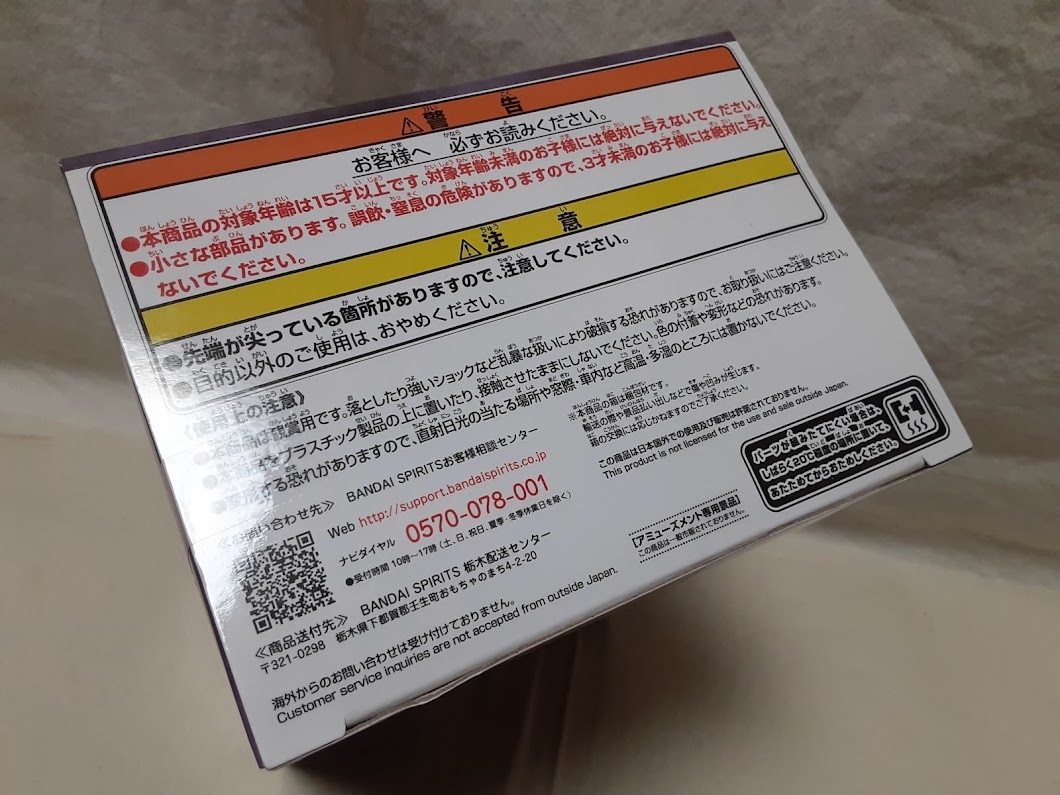 ⚠警告
お客様へ 必ずお読みください。
●本商品の対象年齢は15才以上です。対象年齢未満のお子様には絶対に与えないでください。
●小さな部品があります。誤飲・窒息の危険がありますので、3才未満のお子様には絶対に与え
ないでください。
⚠注意
●先端が尖っている箇所がありますので、注意してください。
●目的以外のご使用は、おやめください。
《使用上の注意》
●本商品は観賞用です。落としたり強いショックなど乱暴な扱いにより破損する恐れがありますので、お取り扱いにはご注意ください。
プラスチック製品の上に置いたり、接触させたままにしないでください。色の付着や変形などの恐れがあります。
●変形する恐れがありますので、直射日光の当たる場所や窓際・車内など高温・多湿のところには置かないでください。
※本商品の箱は梱包材です。
輸送の際や景品払い出しなどで傷や凹みが生じます。
箱の交換には応じかねますのでご了承ください。
《お問い合わせ先》
BANDAI SPIRITSお客様相談センター
Web http://support.bandaispirits.co.jp
ナビダイヤル 0570-078-001
●受付時間 10時〜17時(土、日、祝日、夏季・冬季休業日を除く)
この商品は日本国外での使用及び販売は許諾されておりません。
This product is not licensed for the use and sale outside Japan.
パーツが組みたてにくい場合は、
しばらく20℃程度の場所に置いて、
あたためてからおためしください。
【アミューズメント専用景品】
この商品は一般市販されておりません。
《商品送付先》
BANDAI SPIRITS 栃木配送センター
〒321-0298 栃木県下都賀郡壬生町おもちゃのまち4-2-20
海外からのお問い合わせは受け付けておりません。
Customer service inquiries are not accepted from outside Japan.